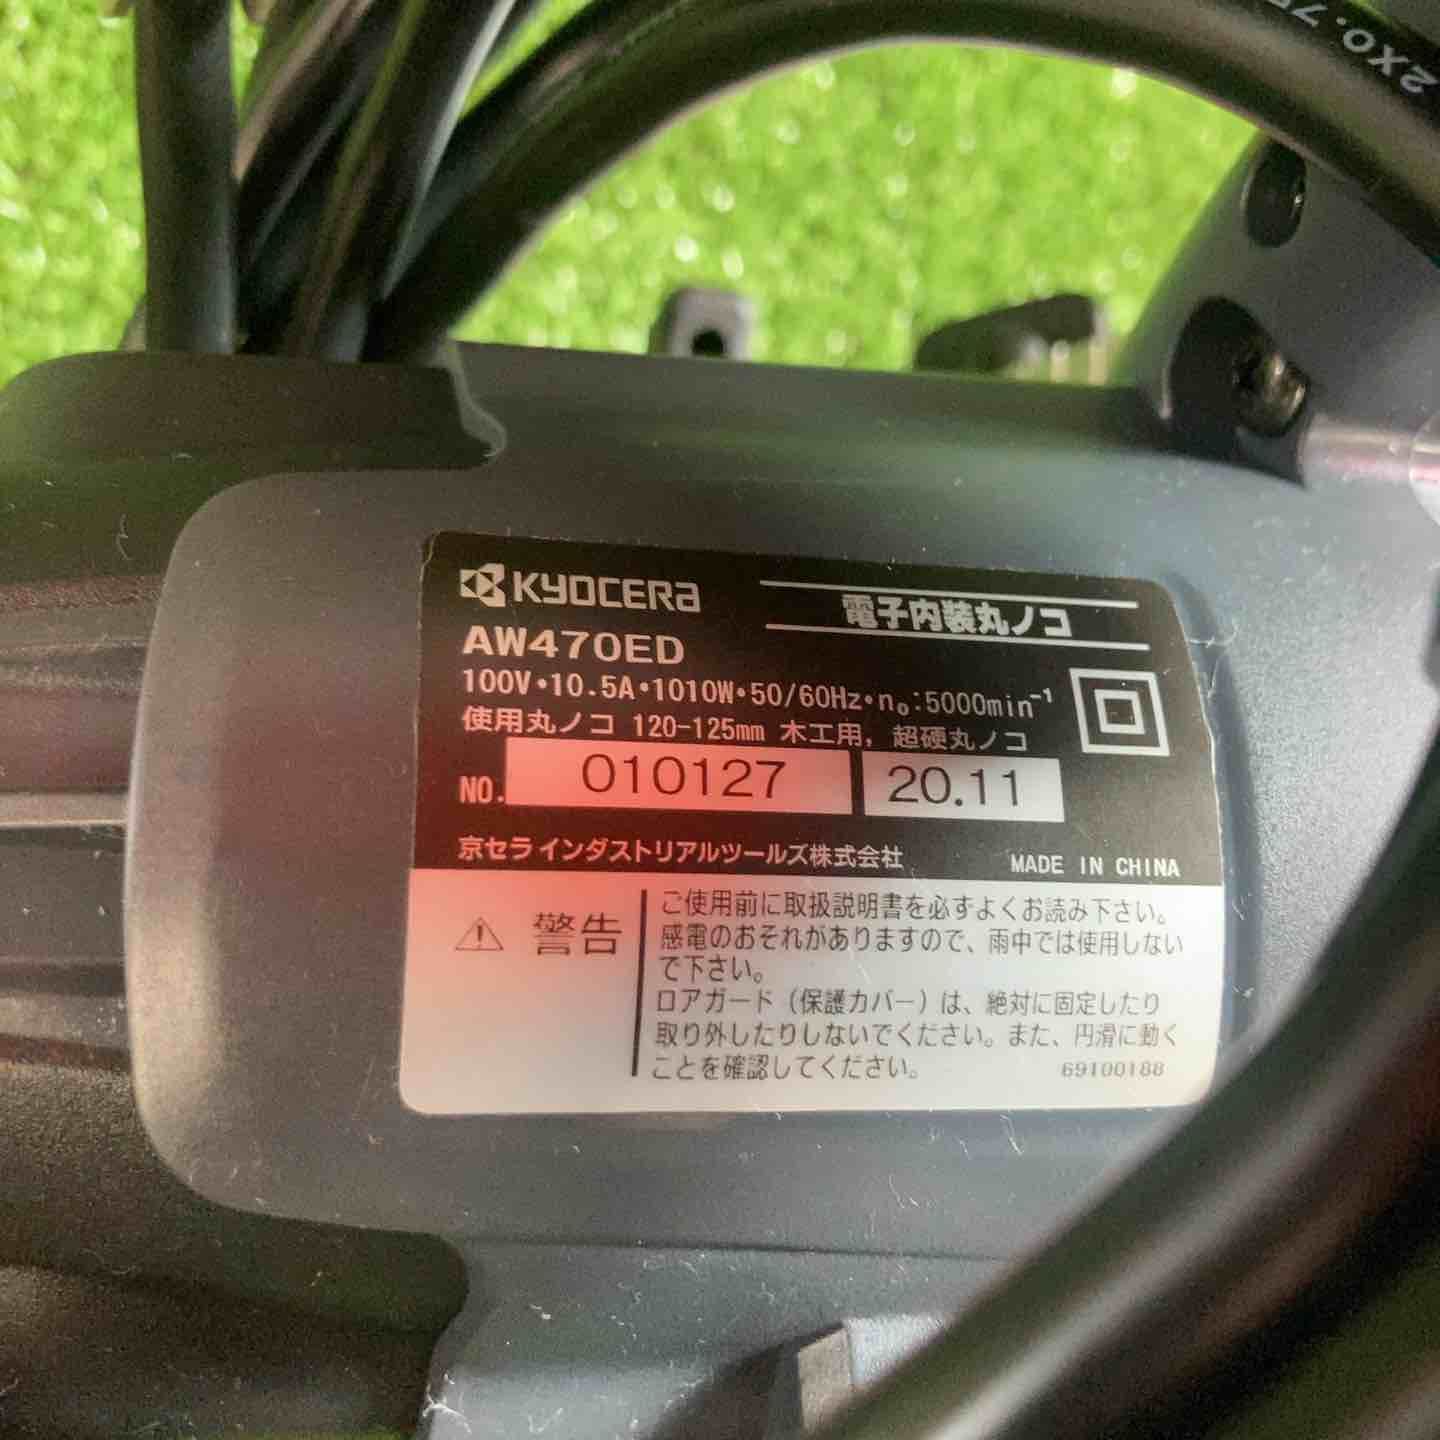 2X0.75
KYOCERA
電子内装丸ノコ
AW470ED
100V・10.5A・1010W・50/60Hz・n₀:5000min⁻¹
使用丸ノコ 120-125mm 木工用, 超硬丸ノコ
NO. 010127 20.11
京セラインダストリアルツールズ株式会社 MADE IN CHINA
⚠ 警告
ご使用前に取扱説明書を必ずよくお読み下さい。
感電のおそれがありますので、雨中では使用しない
で下さい。
ロアガード（保護カバー）は、絶対に固定したり
取り外したりしないでください。また、円滑に動く
ことを確認してください。
69100188